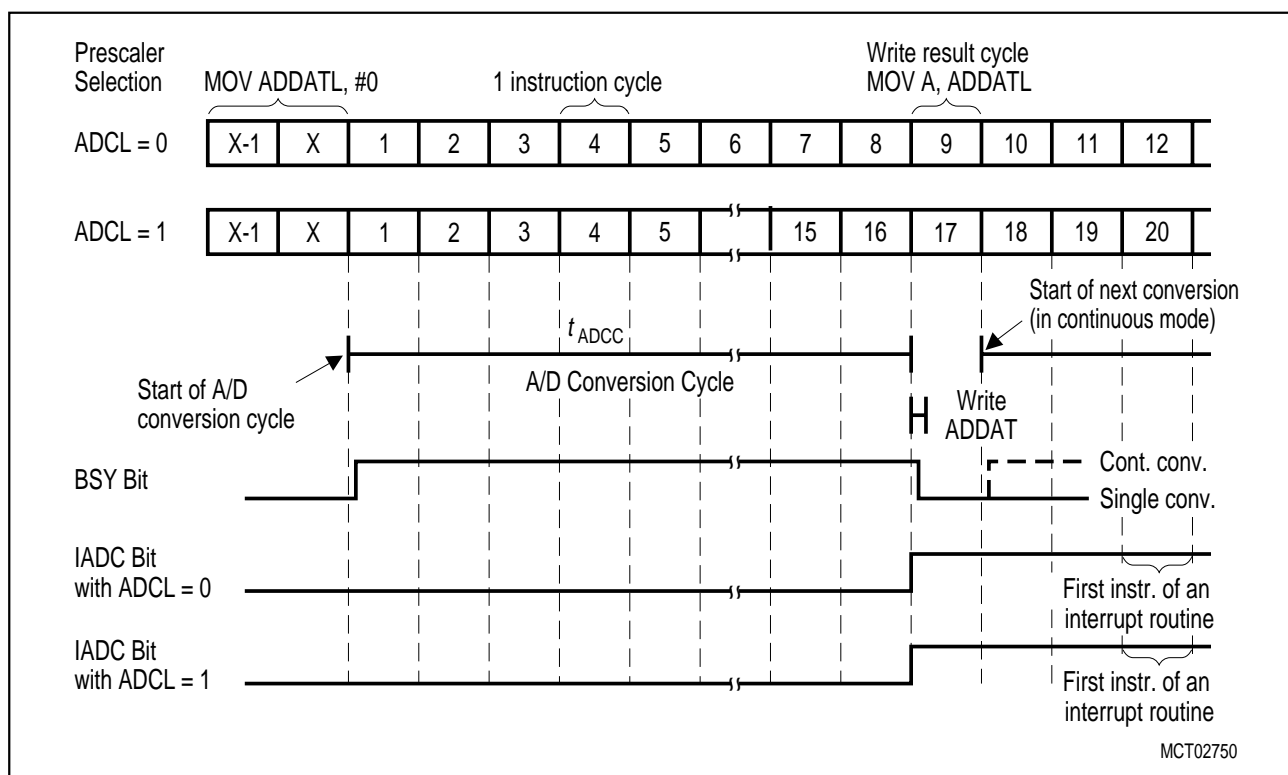 Prescaler
Selection
MOV ADDATL, #0
1 instruction cycle
Write result cycle
MOV A, ADDATL
ADCL = 0 X-1 X 1 2 3 4 5 6 7 8 9 10 11 12
ADCL = 1 X-1 X 1 2 3 4 5 15 16 17 18 19 20
Start of next conversion
(in continuous mode)
t ADCC
A/D Conversion Cycle
Start of A/D
conversion cycle
Write
ADDAT
BSY Bit
Cont. conv.
Single conv.
IADC Bit
with ADCL = 0
First instr. of an
interrupt routine
IADC Bit
with ADCL = 1
First instr. of an
interrupt routine
MCT02750